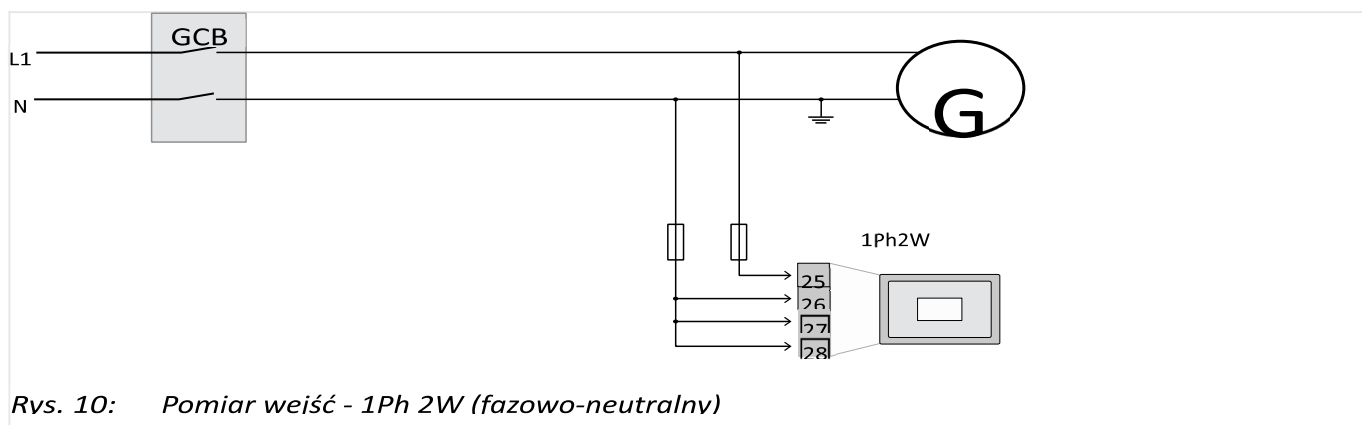 GCB
L1
N
G
1Ph2W
25
26
27
28
Rys. 10: Pomiar wejść - 1Ph 2W (fazowo-neutralny)